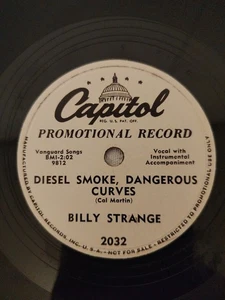 Capitol
REG. U.S. PAT. OFF.
PROMOTIONAL RECORD
Vanguard Songs
BMI-2:02
9812
Vocal with
Instrumental
Accompaniment
DIESEL SMOKE, DANGEROUS
CURVES
(Cal Martin)
BILLY STRANGE
2032
MANUFACTURED BY CAPITOL RECORDS, INC. U. S. A. - NOT FOR SALE - RESTRICTED TO PROMOTIONAL USE